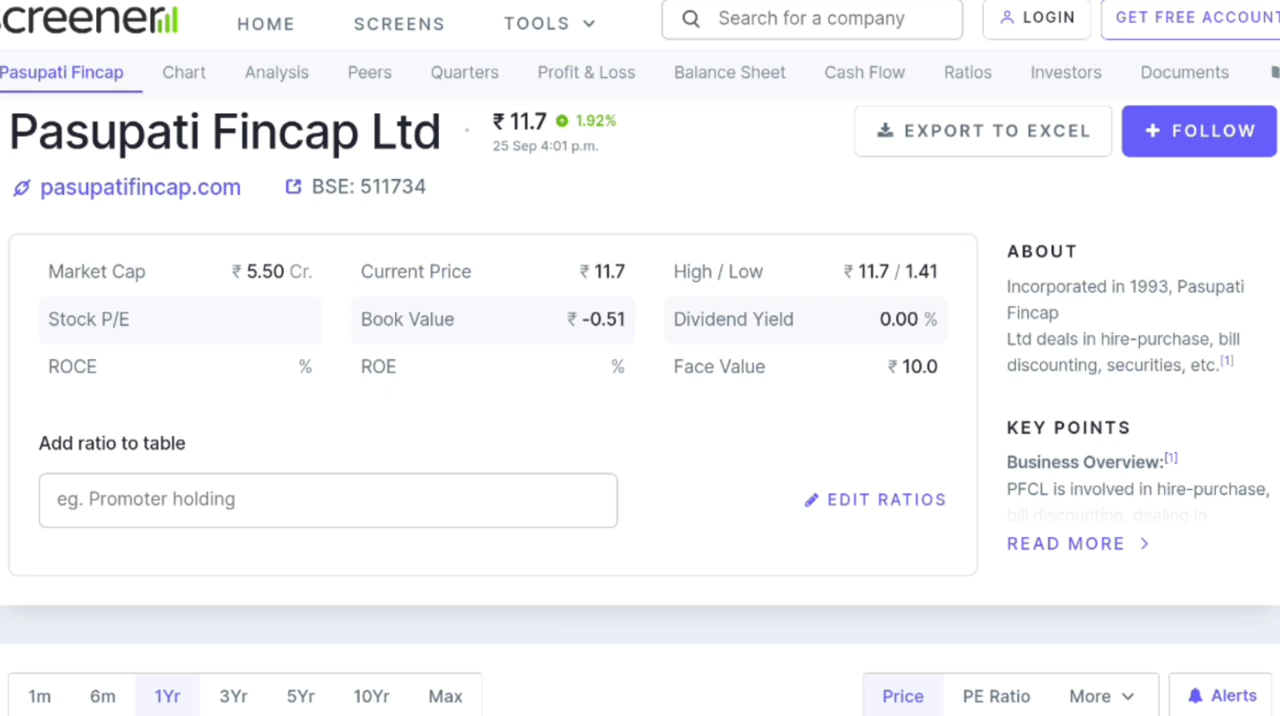 screener
HOME SCREENS TOOLS Search for a company LOGIN GET FREE ACCOUNT
Pasupati Fincap Chart Analysis Peers Quarters Profit & Loss Balance Sheet Cash Flow Ratios Investors Documents
Pasupati Fincap Ltd
₹ 11.7 1.92%
25 Sep 4:01 p.m.
EXPORT TO EXCEL
+ FOLLOW
pasupatifincap.com BSE: 511734
Market Cap ₹ 5.50 Cr. Current Price ₹ 11.7 High / Low ₹ 11.7 / 1.41
Stock P/E Book Value ₹ -0.51 Dividend Yield 0.00 %
ROCE % ROE % Face Value ₹ 10.0
Add ratio to table
eg. Promoter holding
EDIT RATIOS
ABOUT
Incorporated in 1993, Pasupati
Fincap
Ltd deals in hire-purchase, bill
discounting, securities, etc.[1]
KEY POINTS
Business Overview:[1]
PFCL is involved in hire-purchase,
bill discounting, dealing in
READ MORE
1m 6m 1Yr 3Yr 5Yr 10Yr Max Price PE Ratio More Alerts